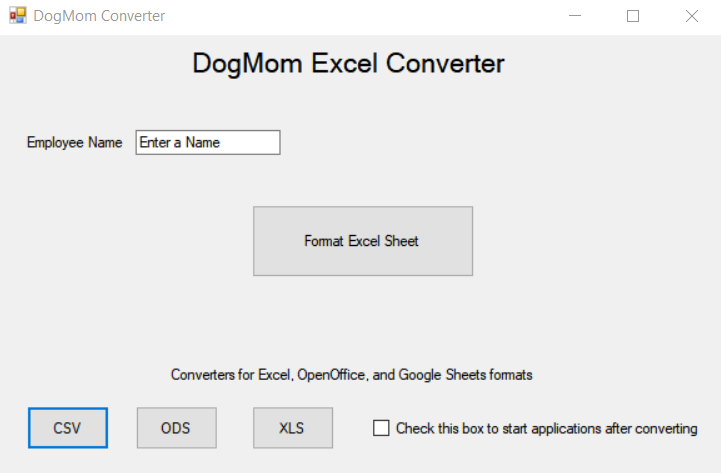 DogMom Converter
DogMom Excel Converter
Employee Name Enter a Name
Format Excel Sheet
Converters for Excel, OpenOffice, and Google Sheets formats
CSV ODS XLS Check this box to start applications after converting